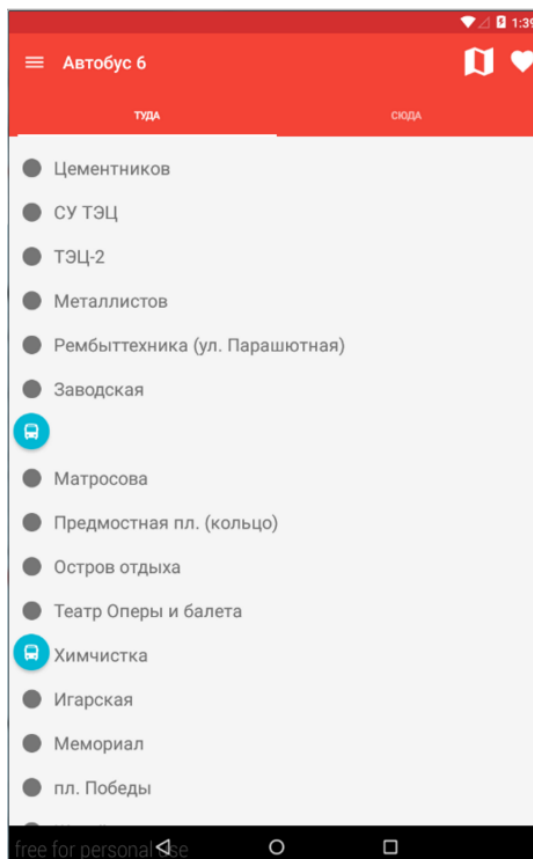 1:39
Автобус 6
ТУДА СЮДА
Цементников
СУ ТЭЦ
ТЭЦ-2
Металлистов
Рембыттехника (ул. Парашютная)
Заводская
Матросова
Предмостная пл. (кольцо)
Остров отдыха
Театр Оперы и балета
Химчистка
Игарская
Мемориал
пл. Победы
free for personal use